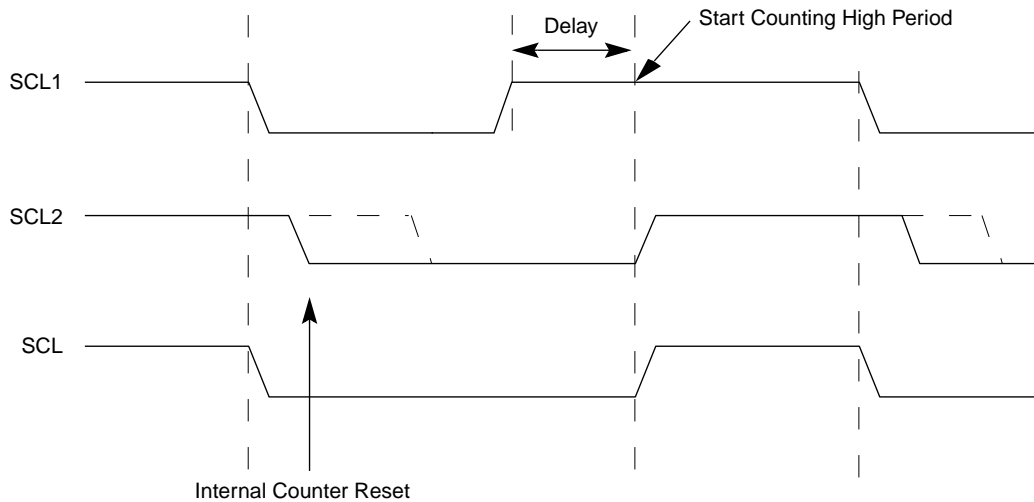 Start Counting High Period
Delay
SCL1
SCL2
SCL
Internal Counter Reset